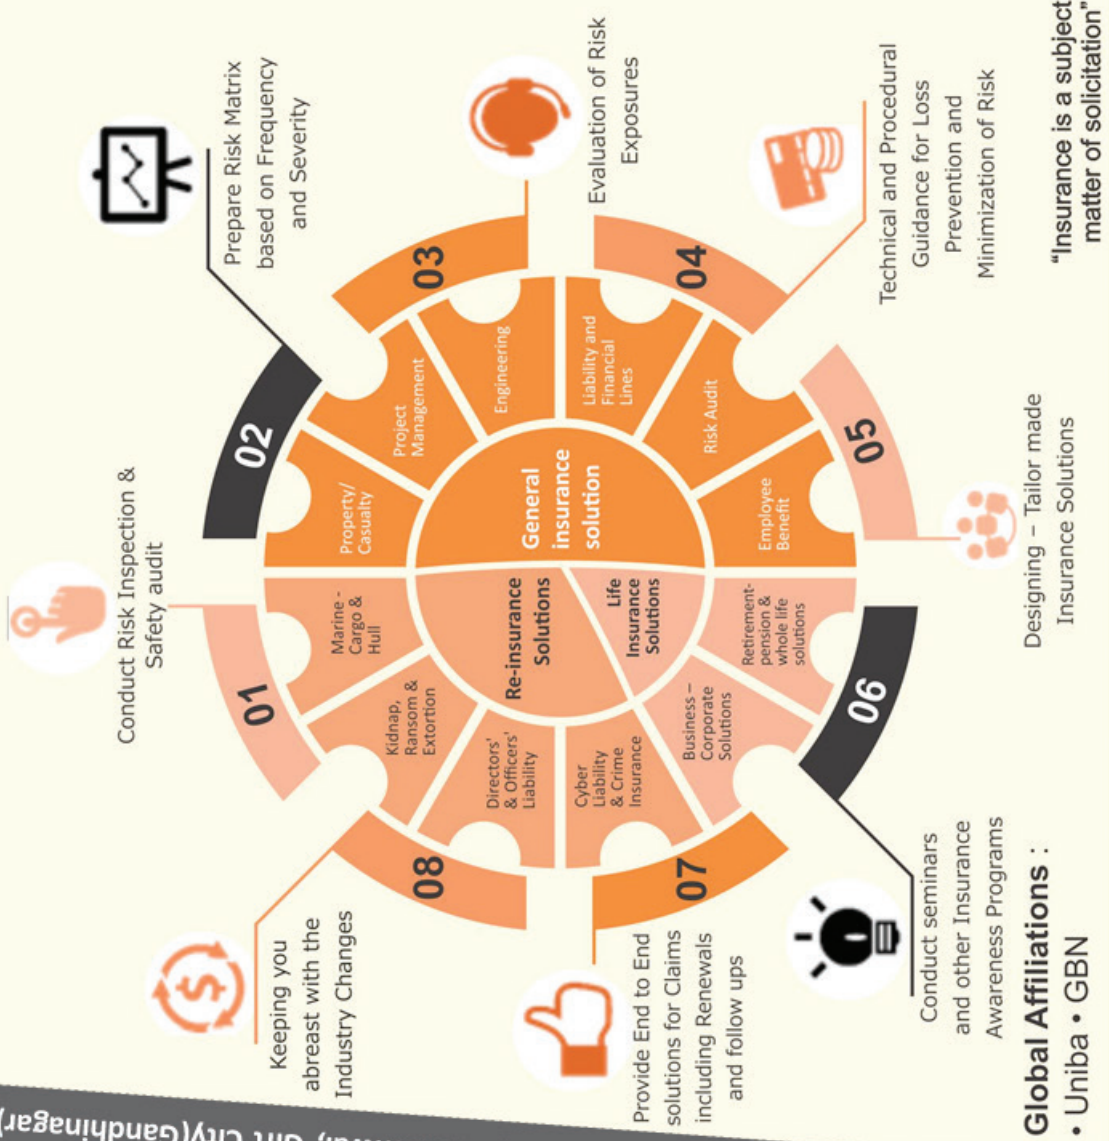 Conduct Risk Inspection &
Safety audit
01
02
Prepare Risk Matrix
based on Frequency
and Severity
03
Evaluation of Risk
Exposures
04
Technical and Procedural
Guidance for Loss
Prevention and
Minimization of Risk
05
Designing – Tailor made
Insurance Solutions
06
Conduct seminars
and other Insurance
Awareness Programs
07
Provide End to End
solutions for Claims
including Renewals
and follow ups
08
Keeping you
abreast with the
Industry Changes
General
insurance
solution
Property/
Casualty
Project
Management
Engineering
Liability and
Financial
Lines
Risk Audit
Employee
Benefit
Life
Insurance
Solutions
Retirement-
pension &
whole life
solutions
Business –
Corporate
Solutions
Re-insurance
Solutions
Cyber
Liability
& Crime
Insurance
Directors'
& Officers'
Liability
Kidnap,
Ransom &
Extortion
Marine -
Cargo &
Hull
Global Affiliations :
• Uniba • GBN
“Insurance is a subject
matter of solicitation”
City(Gandhinagar)